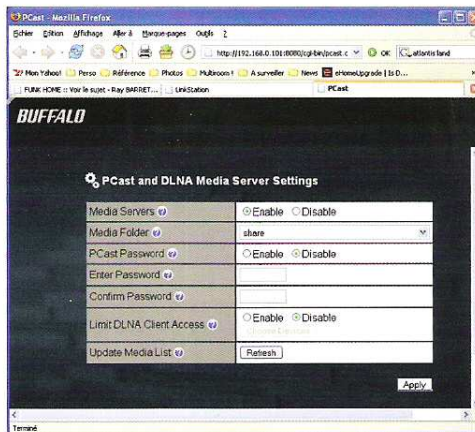 PCast - Mozilla Firefox
Fichier Edition Affichage Aller à Marque-pages Outils ?
http://192.168.0.101:8080/cgi-bin/pcast.c OK atlantis land
Mon Yahoo! Perso Référence Photos Multiroom A surveiller News eHomeUpgrade | Is D...
FUNK HOME :: Voir le sujet - Ray BARRET... LinkStation PCast
BUFFALO
PCast and DLNA Media Server Settings
Media Servers Enable Disable
Media Folder share
PCast Password Enable Disable
Enter Password
Confirm Password
Limit DLNA Client Access Enable Disable
Update Media List Refresh
Apply
Terminé